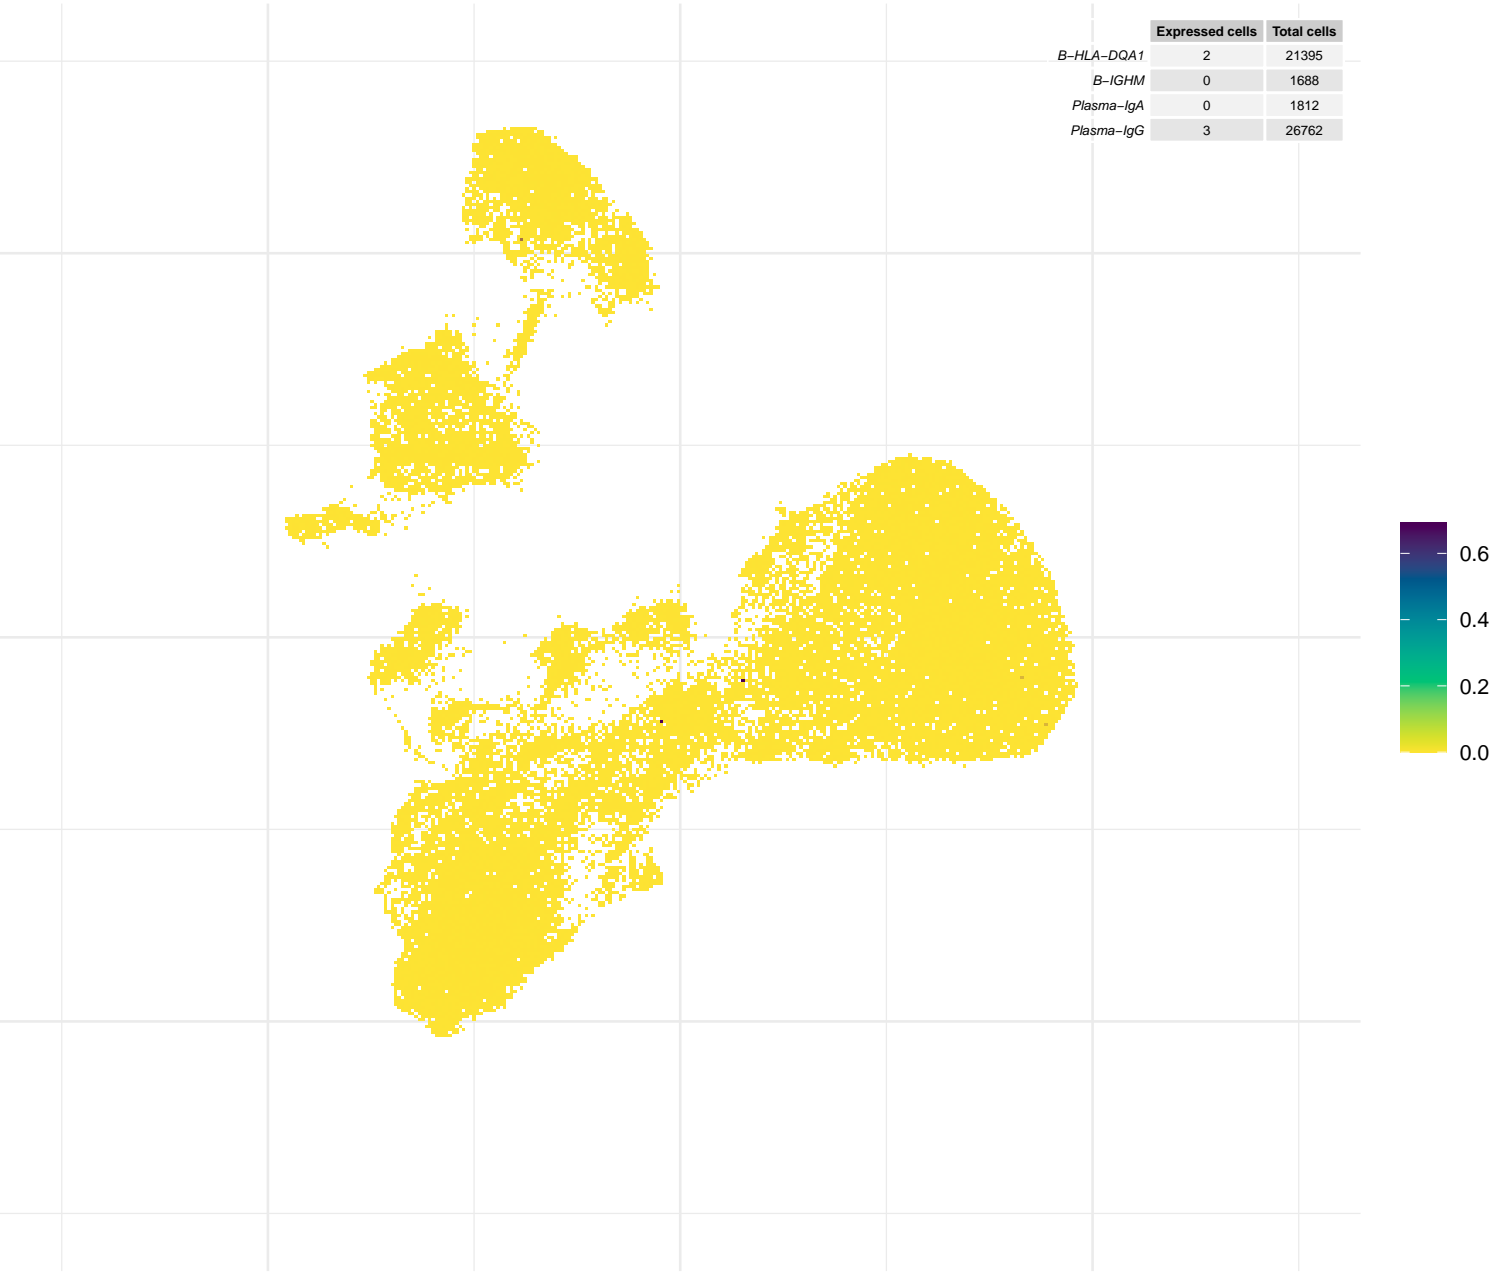 Expressed cells Total cells
B−HLA−DQA1 2 21395
B−IGHM 0 1688
Plasma−IgA 0 1812
Plasma−IgG 3 26762
0.6
0.4
0.2
0.0